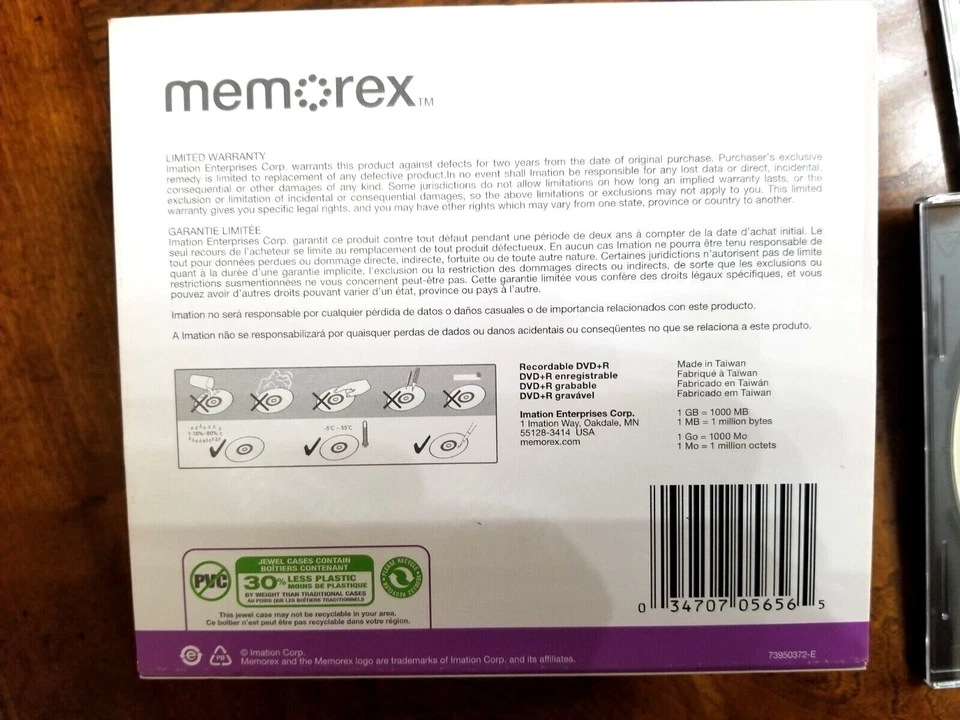 memorex™
LIMITED WARRANTY
Imation Enterprises Corp. warrants this product against defects for two years from the date of original purchase. Purchaser's exclusive
remedy is limited to replacement of any defective product.In no event shall Imation be responsible for any lost data or direct, incidental,
consequential or other damages of any kind. Some jurisdictions do not allow limitations on how long an implied warranty lasts, or the
exclusion or limitation of incidental or consequential damages, so the above limitations or exclusions may not apply to you. This limited
warranty gives you specific legal rights, and you may have other rights which may vary from one state, province or country to another.
GARANTIE LIMITÉE
Imation Enterprises Corp. garantit ce produit contre tout défaut pendant une période de deux ans à compter de la date d'achat initial. Le
seul recours de l'acheteur se limite au remplacement de tout produit défectueux. En aucun cas Imation ne pourra être tenu responsable de
tout pour données perdues ou dommage directe, indirecte, fortuite ou de toute autre nature. Certaines juridictions n'autorisent pas de limite
quant à la durée d'une garantie implicite, l'exclusion ou la restriction des dommages directs ou indirects, de sorte que les exclusions ou
restrictions susmentionnées ne vous concernent peut-être pas. Cette garantie limitée vous confère des droits légaux spécifiques, et vous
pouvez avoir d'autres droits pouvant varier d'un état, province ou pays à l'autre.
Imation no será responsable por cualquier pérdida de datos o daños casuales o de importancia relacionados con este producto.
A Imation não se responsabilizará por quaisquer perdas de dados ou danos acidentais ou conseqüentes no que se relaciona a este produto.
-5°C - 55°C
Recordable DVD+R
DVD+R enregistrable
DVD+R grabable
DVD+R gravável
Imation Enterprises Corp.
1 Imation Way, Oakdale, MN
55128-3414 USA
memorex.com
Made in Taiwan
Fabriqué à Taïwan
Fabricado en Taiwán
Fabricado em Taiwan
1 GB = 1000 MB
1 MB = 1 million bytes
1 Go = 1000 Mo
1 Mo = 1 million octets
PVC
JEWEL CASES CONTAIN
BOÎTIERS CONTENANT
30% LESS PLASTIC
MOINS DE PLASTIQUE
BY WEIGHT THAN TRADITIONAL CASES
AU POIDS QUE LES BOÎTIERS TRADITIONNELS
PLEASE RECYCLE
This jewel case may not be recyclable in your area.
Ce boîtier n'est peut être pas recyclable dans votre région.
0 34707 05656 5
© Imation Corp.
Memorex and the Memorex logo are trademarks of Imation Corp. and its affiliates.
73950372-E